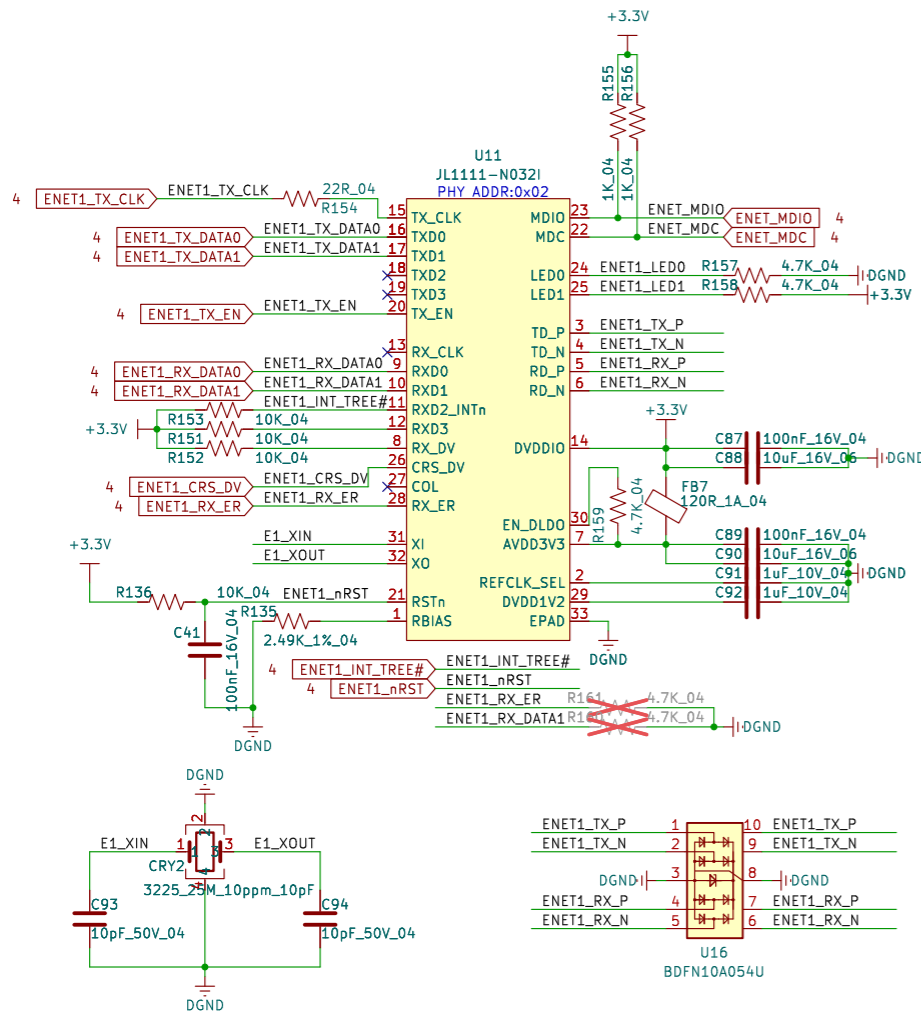 +3.3V
R155
R156
1K_04
1K_04
U11
JL1111-N032I
PHY ADDR:0x02
4 ENET1_TX_CLK ENET1_TX_CLK 22R_04
R154
15 TX_CLK MDIO 23 ENET_MDIO ENET_MDIO 4
4 ENET1_TX_DATA0 ENET1_TX_DATA0 16 TXD0 MDC 22 ENET_MDC ENET_MDC 4
4 ENET1_TX_DATA1 ENET1_TX_DATA1 17 TXD1
18 TXD2 LED0 24 ENET1_LED0 R157 4.7K_04 DGND
19 TXD3 LED1 25 ENET1_LED1 R158 4.7K_04 +3.3V
4 ENET1_TX_EN ENET1_TX_EN 20 TX_EN
TD_P 3 ENET1_TX_P
13 RX_CLK TD_N 4 ENET1_TX_N
4 ENET1_RX_DATA0 ENET1_RX_DATA0 9 RXD0 RD_P 5 ENET1_RX_P
4 ENET1_RX_DATA1 ENET1_RX_DATA1 10 RXD1 RD_N 6 ENET1_RX_N
ENET1_INT_TREE# 11 RXD2_INTn
+3.3V R153 10K_04 12 RXD3
+3.3V
R151 10K_04 8 RX_DV DVDDIO 14 C87 100nF_16V_04
R152 10K_04
C88 10uF_16V_06 DGND
26 CRS_DV
4 ENET1_CRS_DV ENET1_CRS_DV 27 COL
FB7
120R_1A_04
4 ENET1_RX_ER ENET1_RX_ER 28 RX_ER
R159
4.7K_04
EN_DLDO 30
E1_XIN 31 XI AVDD3V3 7 C89 100nF_16V_04
E1_XOUT 32 XO C90 10uF_16V_06
+3.3V
REFCLK_SEL 2 C91 1uF_10V_04 DGND
R136 10K_04 ENET1_nRST 21 RSTn DVDD1V2 29 C92 1uF_10V_04
R135 2.49K_1%_04 1 RBIAS EPAD 33
C41
100nF_16V_04
DGND
DGND
4 ENET1_INT_TREE# ENET1_INT_TREE#
4 ENET1_nRST ENET1_nRST
ENET1_RX_ER R161 4.7K_04
ENET1_RX_DATA1 4.7K_04 DGND
DGND
2
E1_XIN 1 1 2 3 3 E1_XOUT
CRY2
4
4
3225_25M_10ppm_10pF
C93
10pF_50V_04
C94
10pF_50V_04
DGND
ENET1_TX_P 1 10 ENET1_TX_P
ENET1_TX_N 2 9 ENET1_TX_N
DGND 3 8 DGND
ENET1_RX_P 4 7 ENET1_RX_P
ENET1_RX_N 5 6 ENET1_RX_N
U16
BDFN10A054U